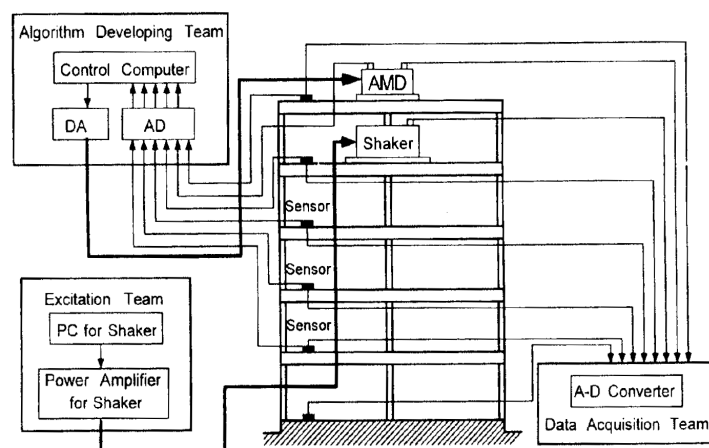 Algorithm Developing Team
Control Computer
DA
AD
AMD
Shaker
Sensor
Sensor
Sensor
Excitation Team
PC for Shaker
Power Amplifier
for Shaker
A-D Converter
Data Acquisition Team